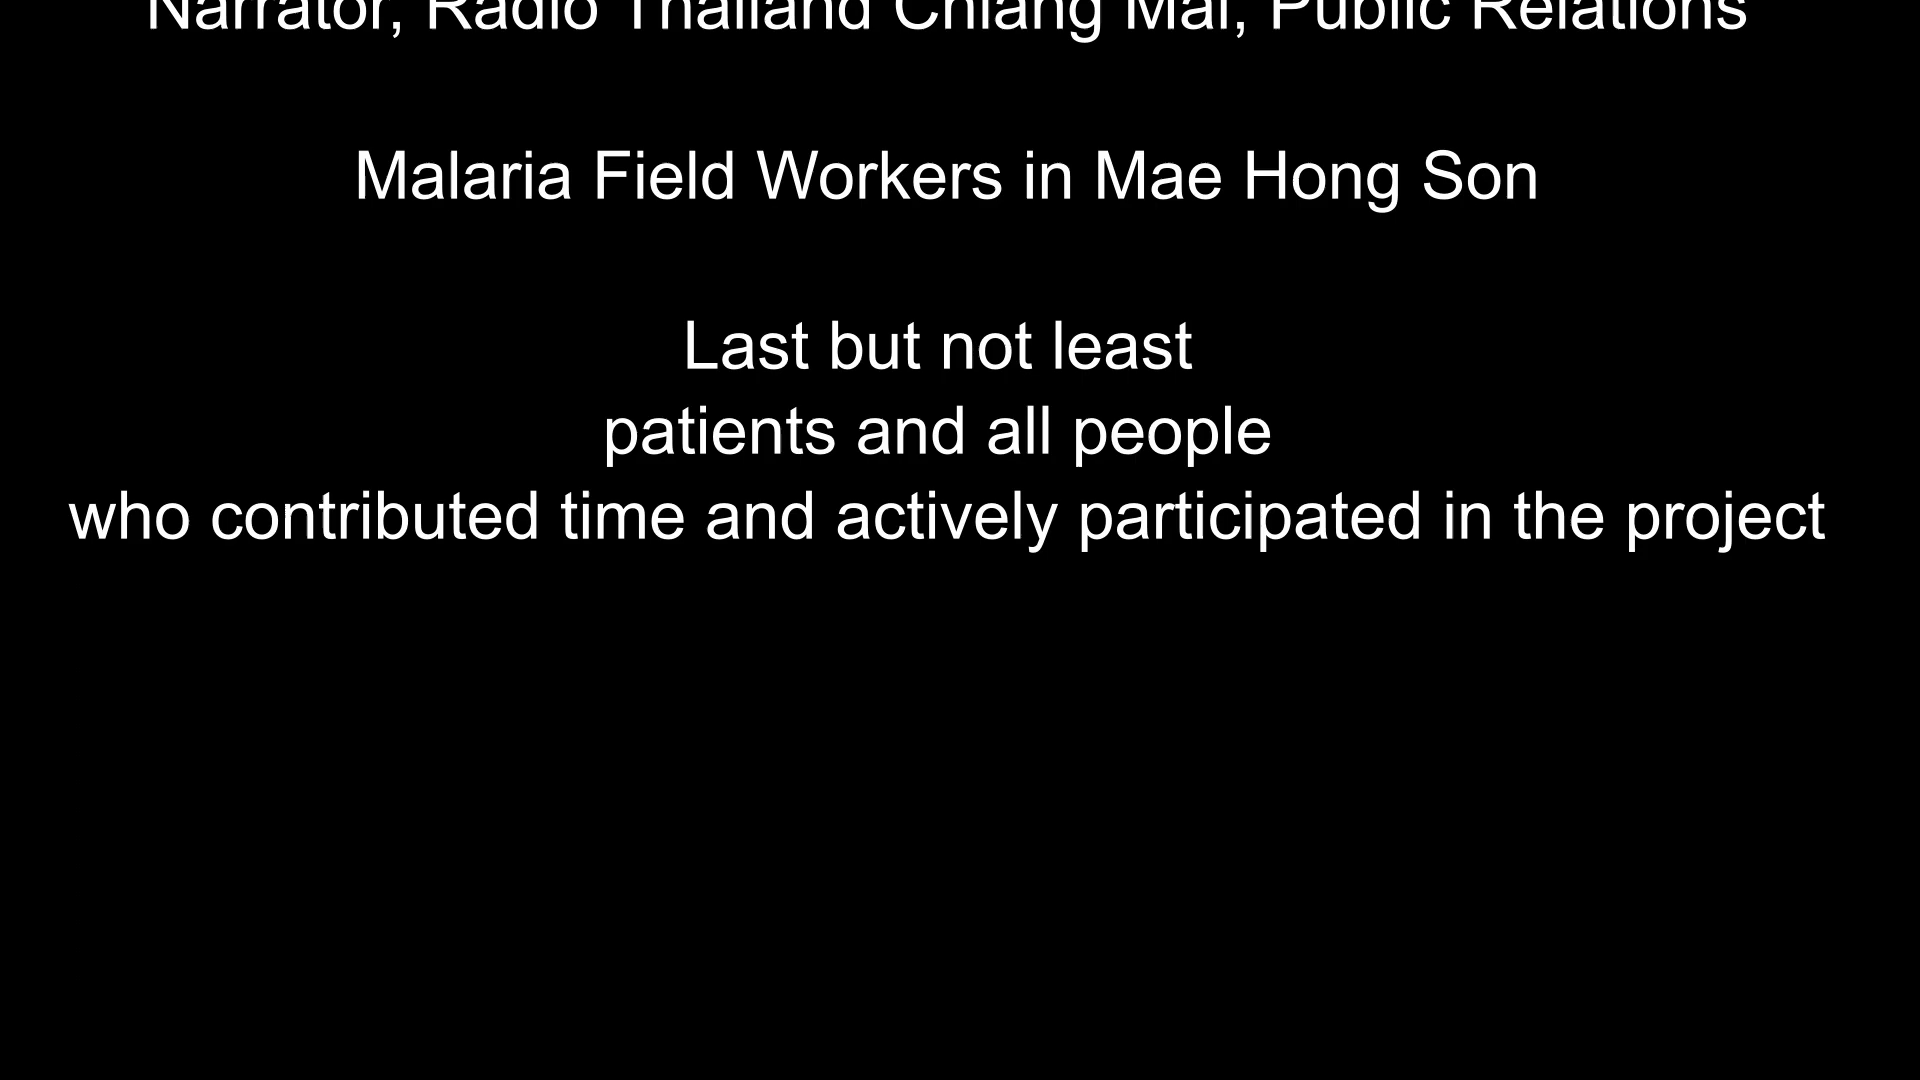 Narrator, Radio Thailand Chiang Mai, Public Relations
Malaria Field Workers in Mae Hong Son
Last but not least
patients and all people
who contributed time and actively participated in the project